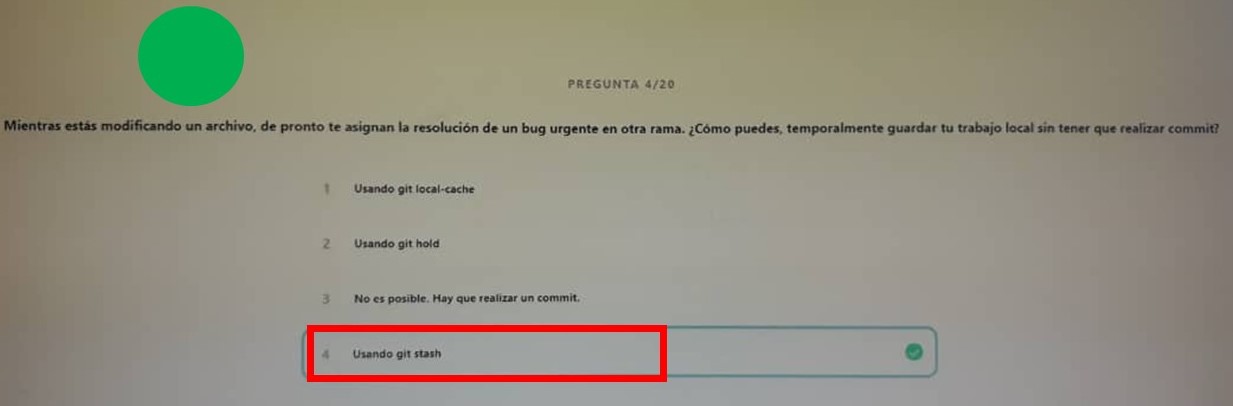 PREGUNTA 4/20
Mientras estás modificando un archivo, de pronto te asignan la resolución de un bug urgente en otra rama. ¿Cómo puedes, temporalmente guardar tu trabajo local sin tener que realizar commit?
1 Usando git local-cache
2 Usando git hold
3 No es posible. Hay que realizar un commit.
4 Usando git stash